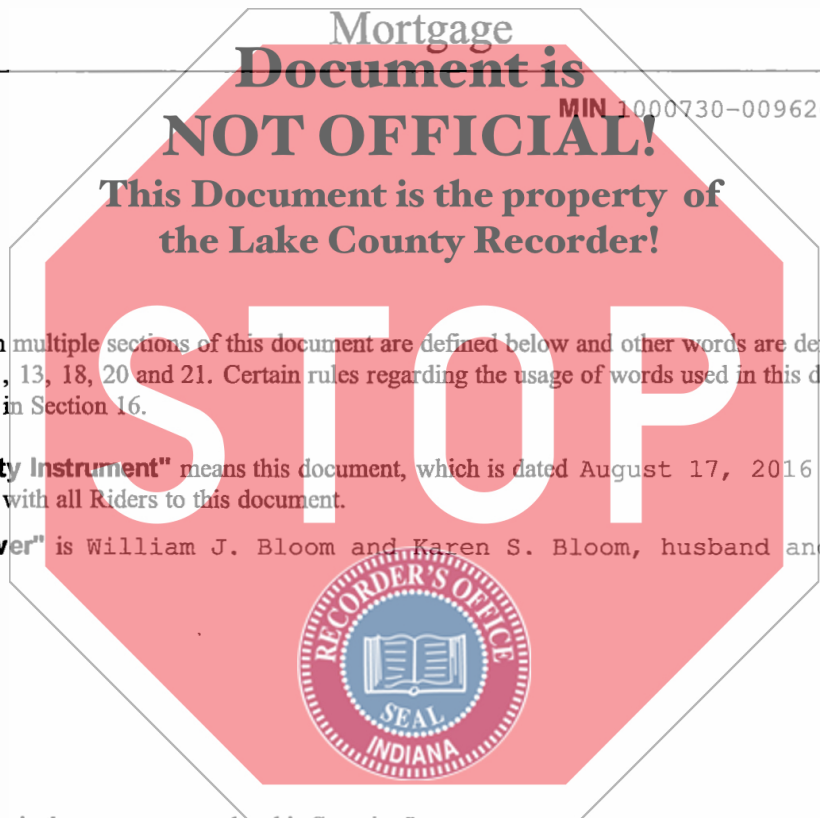 Mortgage
Document is
MIN 1000730-00962
NOT OFFICIAL!
This Document is the property of
the Lake County Recorder!
STOP
multiple sections of this document are defined below and other words are de
, 13, 18, 20 and 21. Certain rules regarding the usage of words used in this d
in Section 16.
ty Instrument" means this document, which is dated August 17, 2016
with all Riders to this document.
ver" is William J. Bloom and Karen S. Bloom, husband an
RECORDER'S OFFICE
SEAL
INDIANA